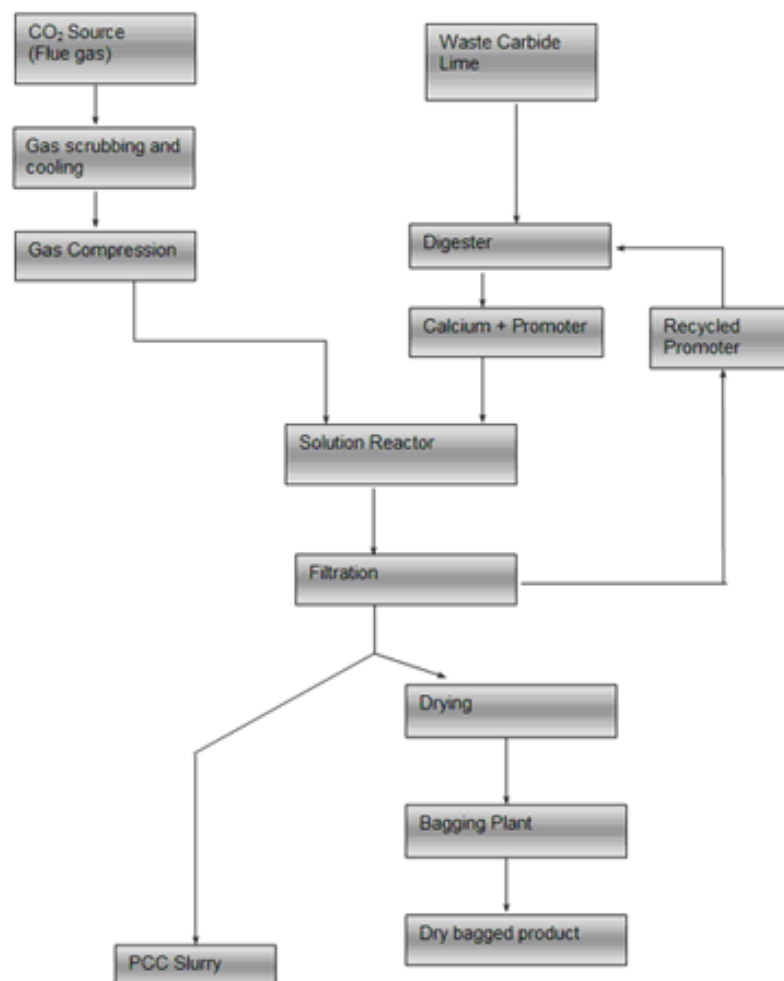 CO₂ Source
(Flue gas)
Waste Carbide
Lime
Gas scrubbing and
cooling
Gas Compression
Digester
Calcium + Promoter
Recycled
Promoter
Solution Reactor
Filtration
Drying
Bagging Plant
Dry bagged product
PCC Slurry